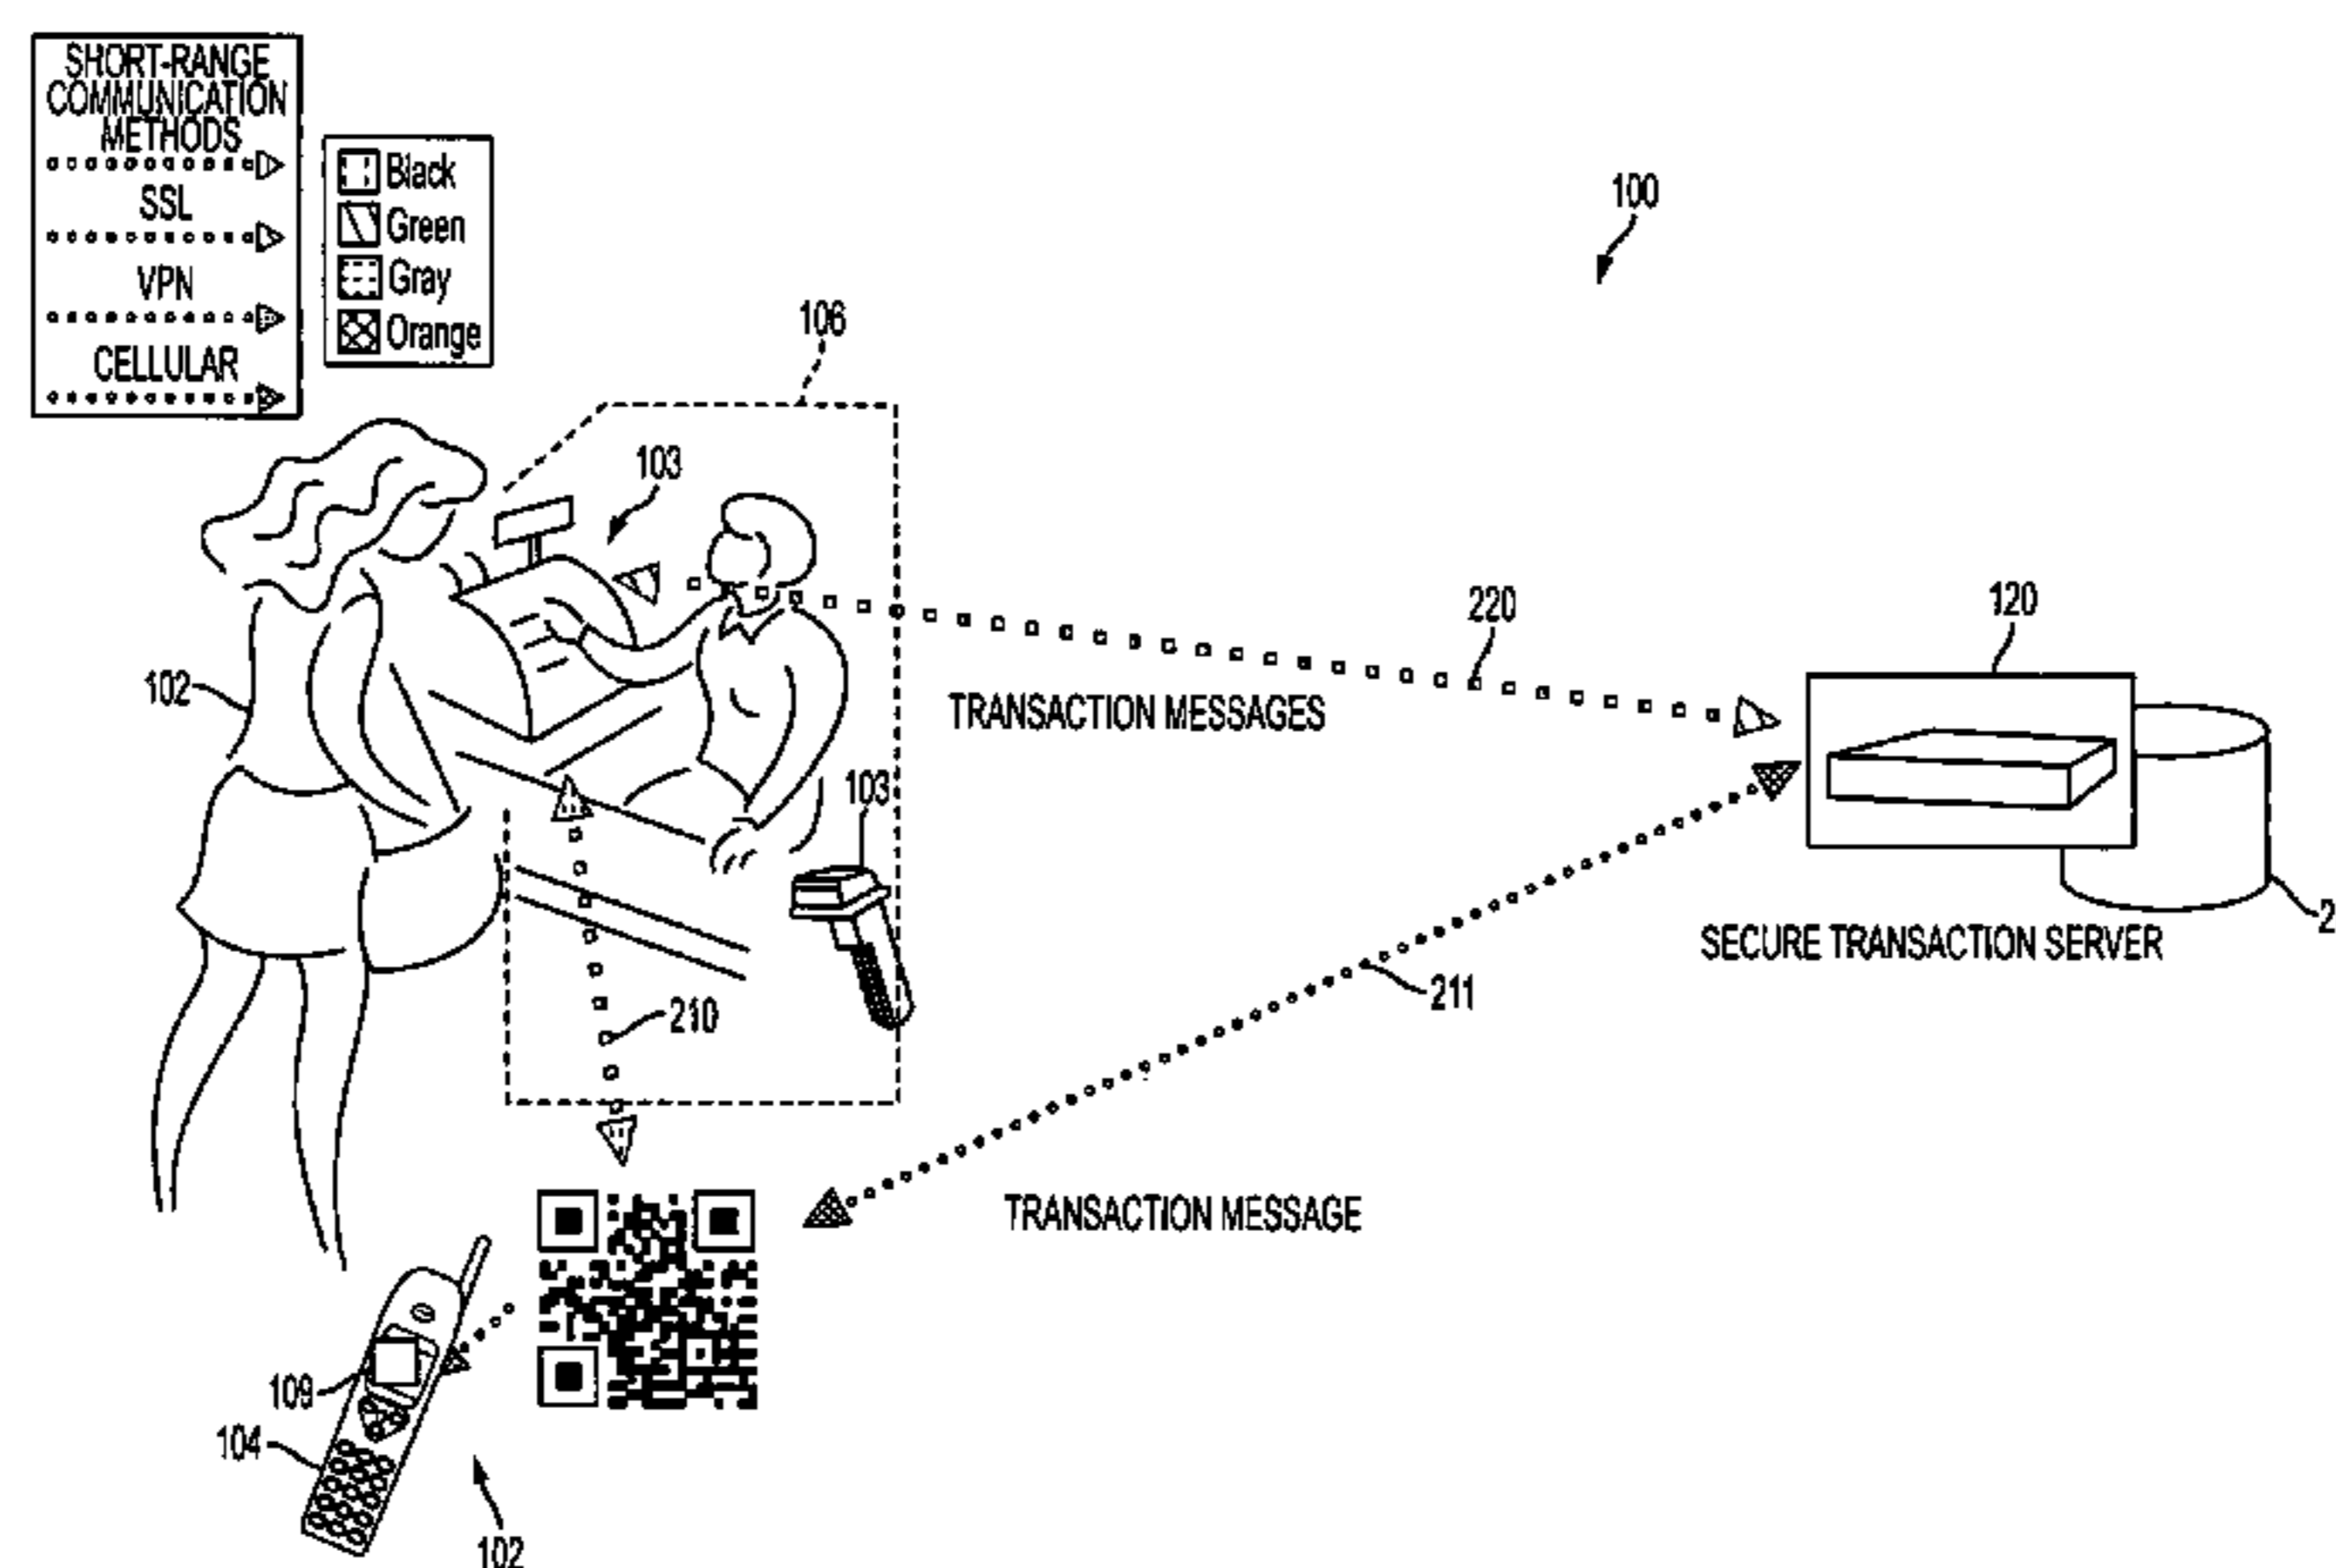 SHORT-RANGE
COMMUNICATION
METHODS
SSL
VPN
CELLULAR
Black
Green
Gray
Orange
100
106
103
102
220
120
TRANSACTION MESSAGES
103
2
SECURE TRANSACTION SERVER
211
210
TRANSACTION MESSAGE
109
104
102